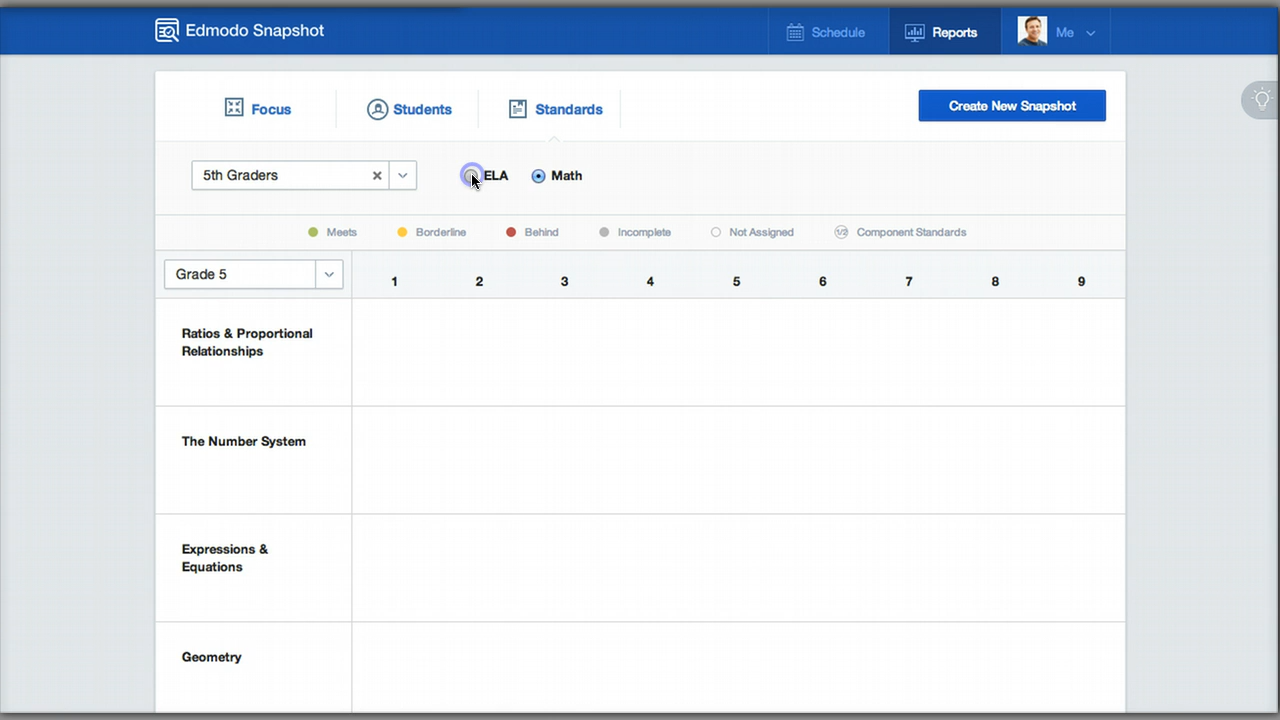 Edmodo Snapshot
Schedule
Reports
Me
Focus
Students
Standards
Create New Snapshot
5th Graders
ELA
Math
Meets
Borderline
Behind
Incomplete
Not Assigned
1/2 Component Standards
Grade 5
1 2 3 4 5 6 7 8 9
Ratios & Proportional
Relationships
The Number System
Expressions &
Equations
Geometry